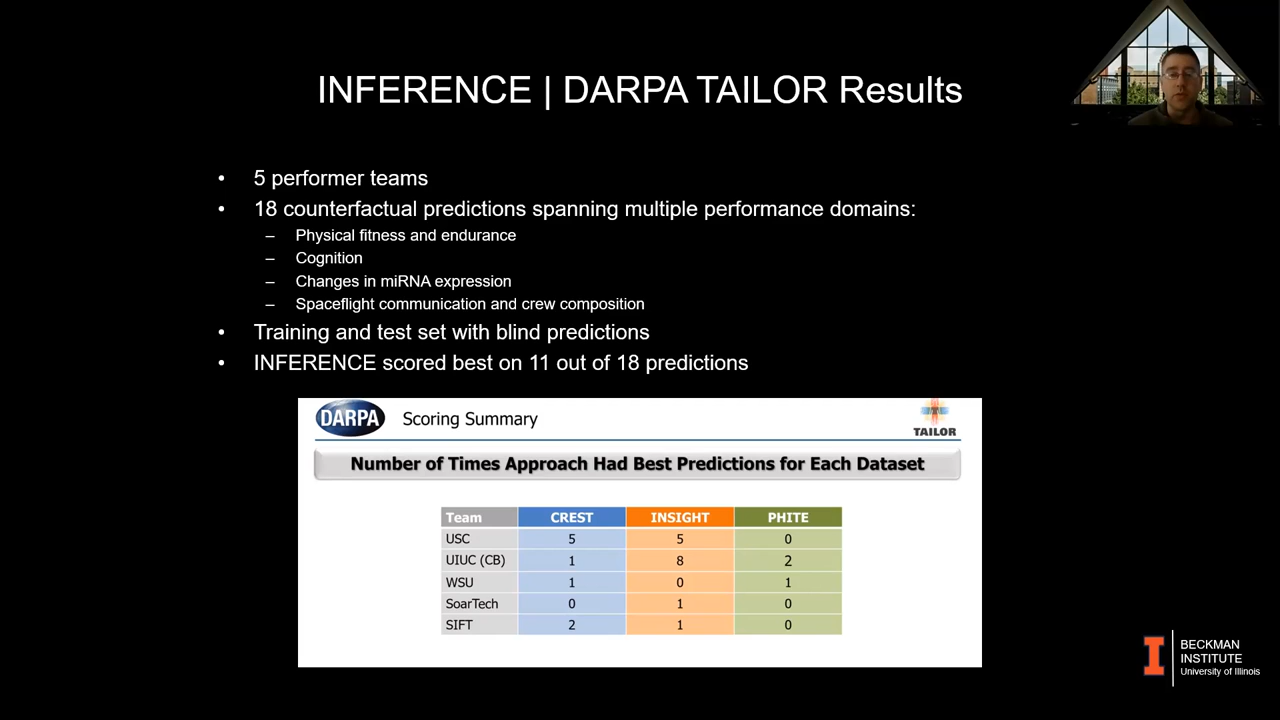 INFERENCE | DARPA TAILOR Results
• 5 performer teams
• 18 counterfactual predictions spanning multiple performance domains:
– Physical fitness and endurance
– Cognition
– Changes in miRNA expression
– Spaceflight communication and crew composition
• Training and test set with blind predictions
• INFERENCE scored best on 11 out of 18 predictions
DARPA Scoring Summary TAILOR
Number of Times Approach Had Best Predictions for Each Dataset
Team CREST INSIGHT PHITE
USC 5 5 0
UIUC (CB) 1 8 2
WSU 1 0 1
SoarTech 0 1 0
SIFT 2 1 0
I BECKMAN
INSTITUTE
University of Illinois